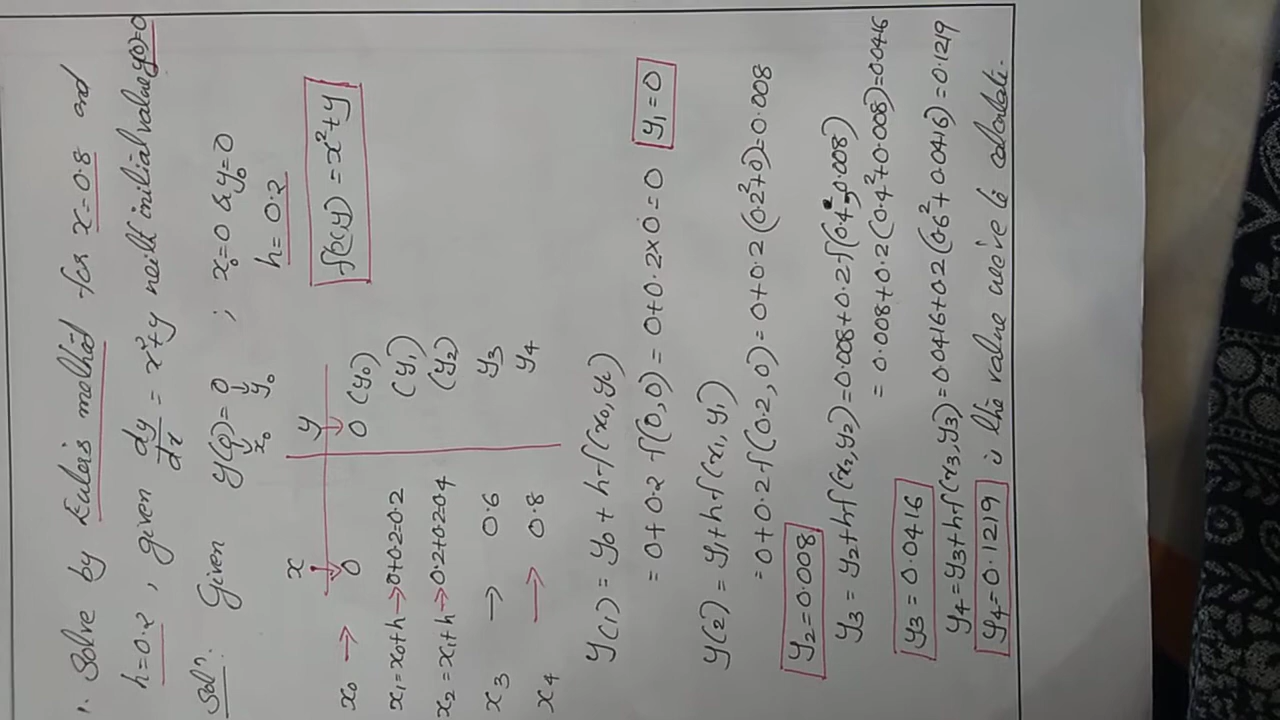 1. Solve by Euler's method for x=0.8 and
h=0.2, given dy/dx = x²+y with initial value y(0)=0
Solⁿ. Given y(0)=0 ; x₀=0 & y₀=0
x₀ y₀ h=0.2
x y f(x,y) = x²+y
x₀ → 0 0 (y₀)
x₁=x₀+h→0+0.2=0.2 (y₁)
x₂=x₁+h→0.2+0.2=0.4 (y₂)
x₃ → 0.6 y₃
x₄ → 0.8 y₄
y(1) = y₀+h·f(x₀,y₀)
= 0+0.2·f(0,0) = 0+0.2×0=0 y₁=0
y(2) = y₁+h·f(x₁,y₁)
= 0+0.2·f(0.2,0) = 0+0.2(0.2²+0)=0.008
y₂=0.008
y₃=y₂+h·f(x₂,y₂)=0.008+0.2·f(0.4,0.008)
= 0.008+0.2(0.4²+0.008)=0.0416
y₃=0.0416
y₄=y₃+h·f(x₃,y₃)=0.0416+0.2(0.6²+0.0416)=0.1219
y₄=0.1219 is the value we've to calculate.